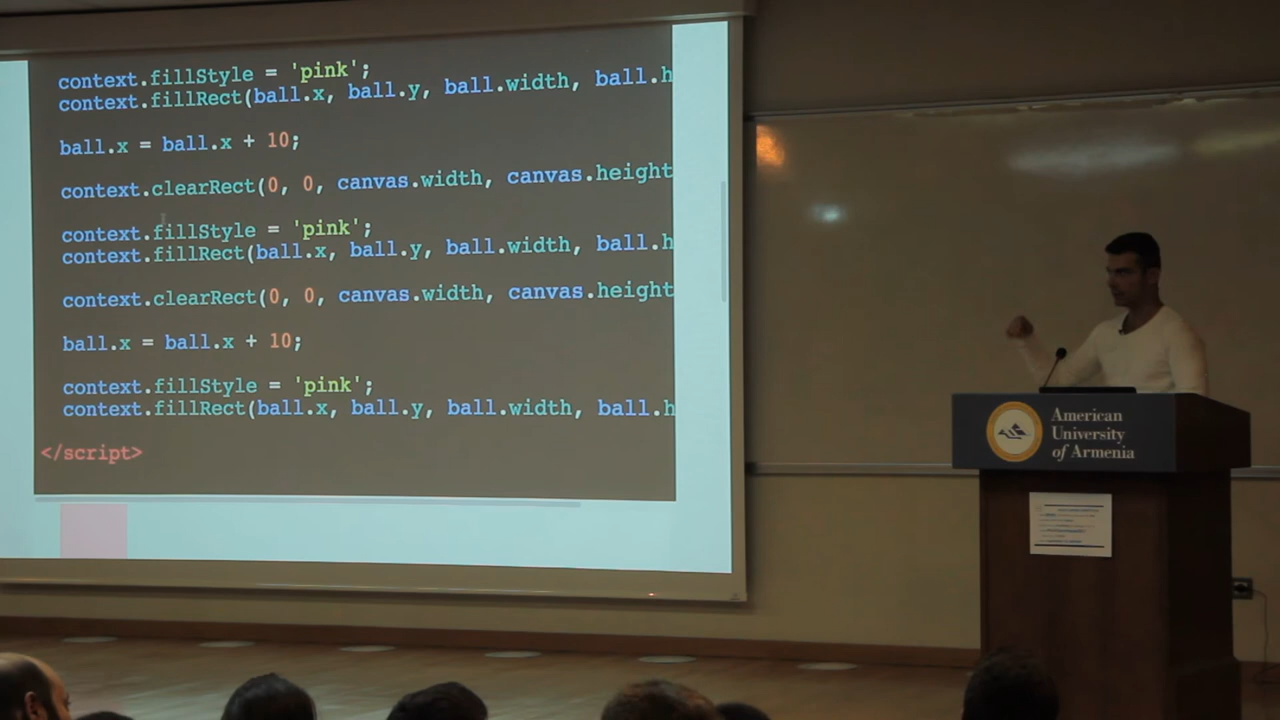 context.fillStyle = 'pink';
context.fillRect(ball.x, ball.y, ball.width, ball.h
ball.x = ball.x + 10;
context.clearRect(0, 0, canvas.width, canvas.height
context.fillStyle = 'pink';
context.fillRect(ball.x, ball.y, ball.width, ball.h
context.clearRect(0, 0, canvas.width, canvas.height
ball.x = ball.x + 10;
context.fillStyle = 'pink';
context.fillRect(ball.x, ball.y, ball.width, ball.h
</script>
American
University
of Armenia